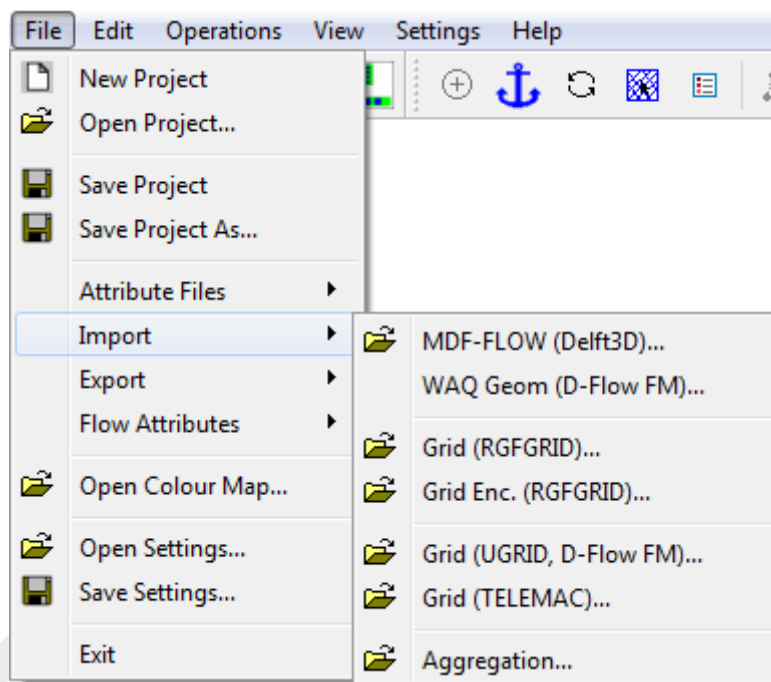 File Edit Operations View Settings Help
New Project
Open Project...
Save Project
Save Project As...
Attribute Files
Import
Export
Flow Attributes
Open Colour Map...
Open Settings...
Save Settings...
Exit
MDF-FLOW (Delft3D)...
WAQ Geom (D-Flow FM)...
Grid (RGFGRID)...
Grid Enc. (RGFGRID)...
Grid (UGRID, D-Flow FM)...
Grid (TELEMAC)...
Aggregation...